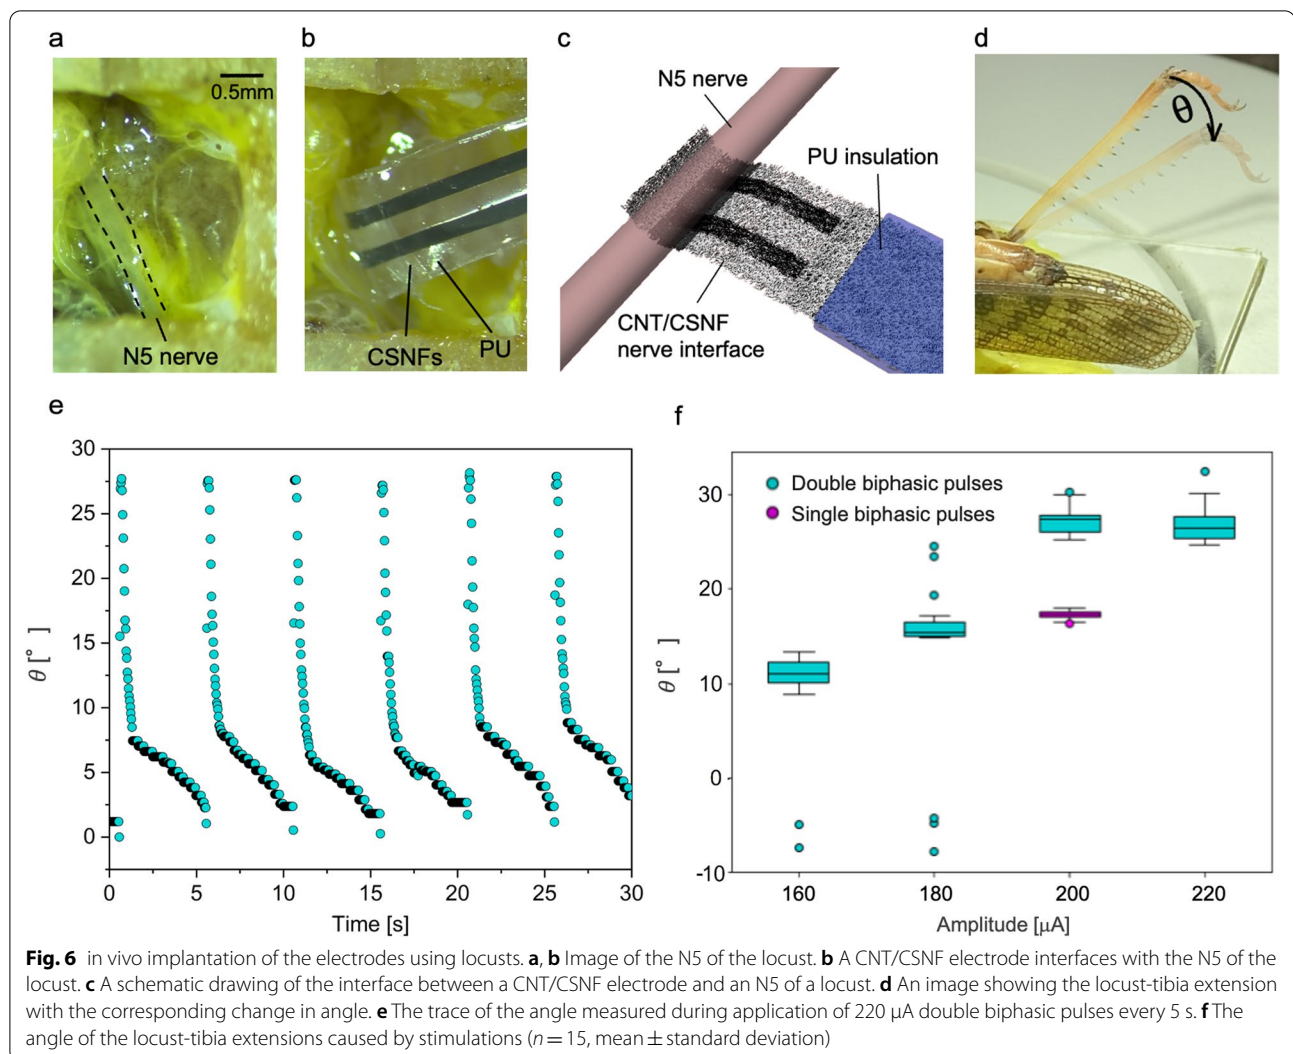 a
b
c
d
0.5mm
N5 nerve
CSNFs
PU
N5 nerve
PU insulation
CNT/CSNF
nerve interface
θ
e
30
25
20
15
10
5
0
θ [° ]
0 5 10 15 20 25 30
Time [s]
f
Double biphasic pulses
Single biphasic pulses
30
20
10
0
-10
θ [° ]
160 180 200 220
Amplitude [µA]
Fig. 6 in vivo implantation of the electrodes using locusts. a, b Image of the N5 of the locust. b A CNT/CSNF electrode interfaces with the N5 of the
locust. c A schematic drawing of the interface between a CNT/CSNF electrode and an N5 of a locust. d An image showing the locust-tibia extension
with the corresponding change in angle. e The trace of the angle measured during application of 220 µA double biphasic pulses every 5 s. f The
angle of the locust-tibia extensions caused by stimulations (n = 15, mean ± standard deviation)